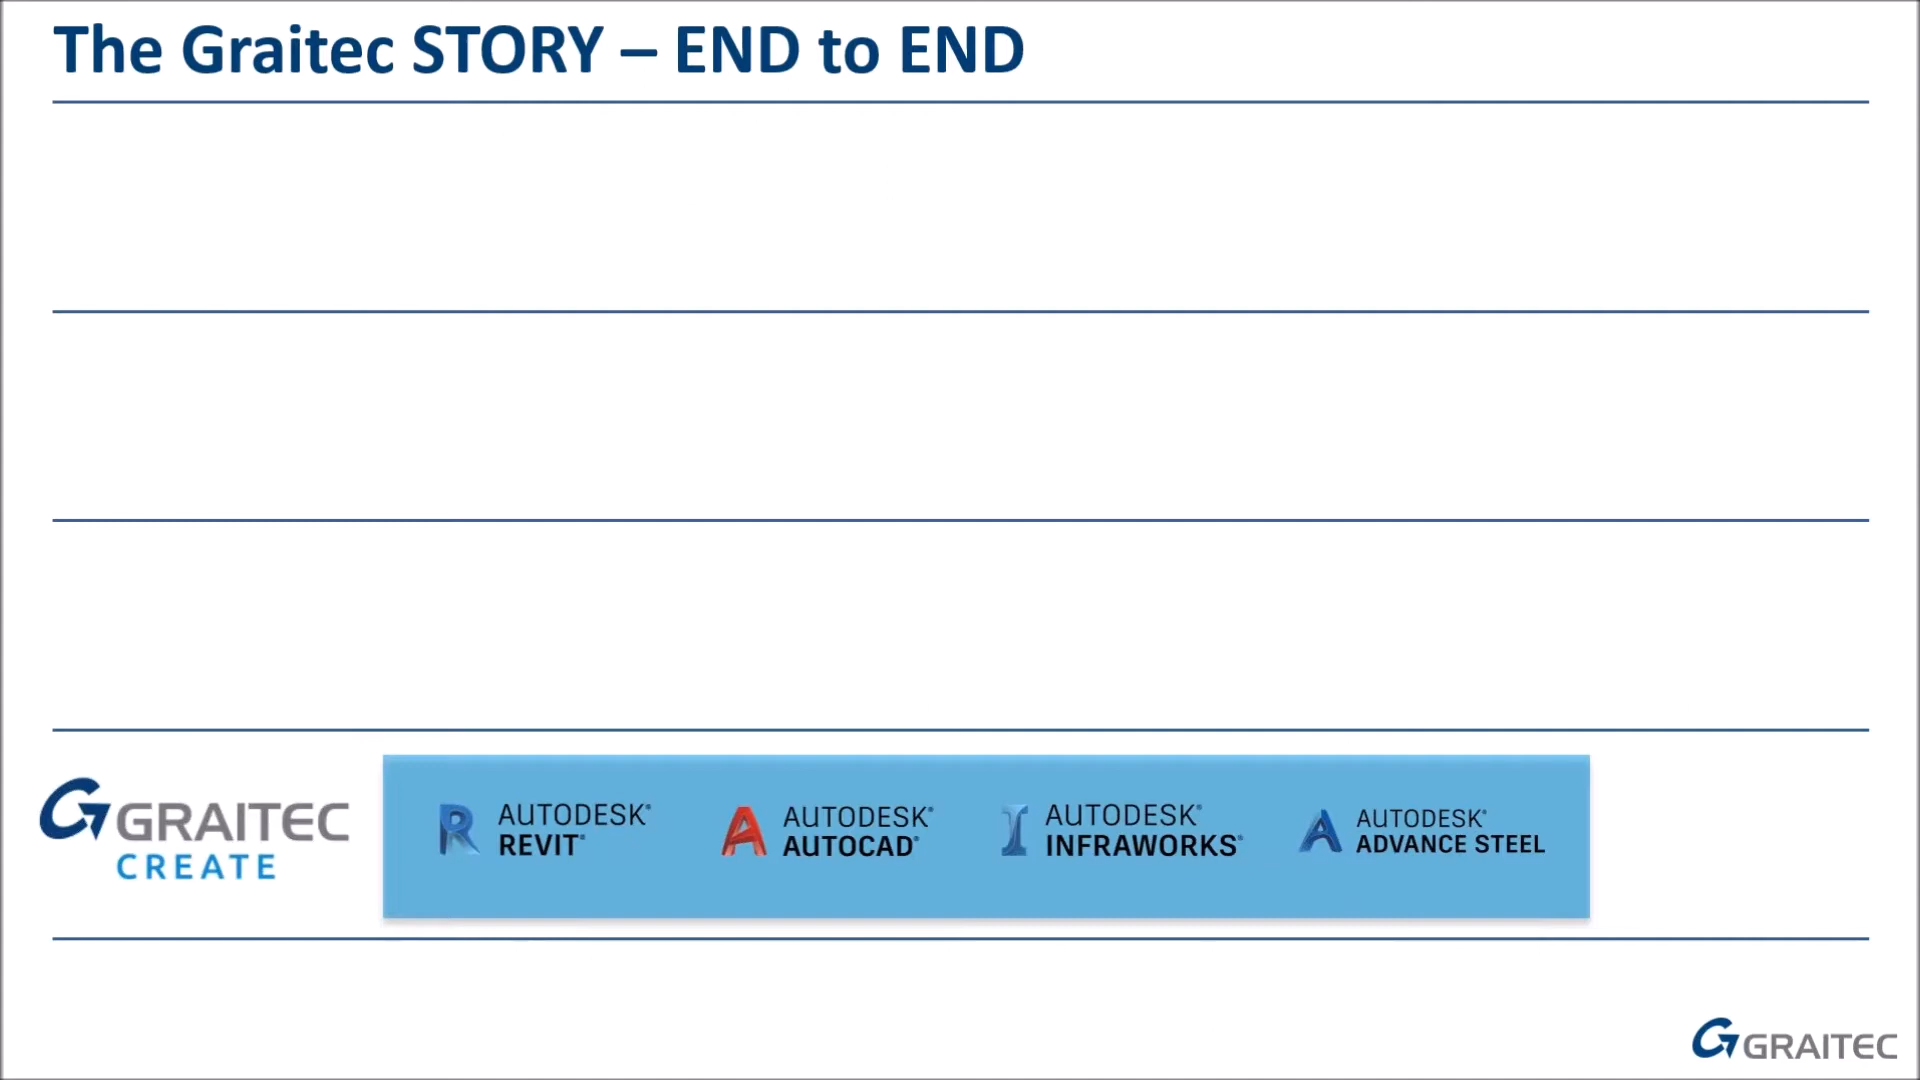 The Graitec STORY – END to END
GRAITEC
CREATE
AUTODESK®
REVIT®
AUTODESK®
AUTOCAD®
AUTODESK®
INFRAWORKS®
AUTODESK®
ADVANCE STEEL
GRAITEC